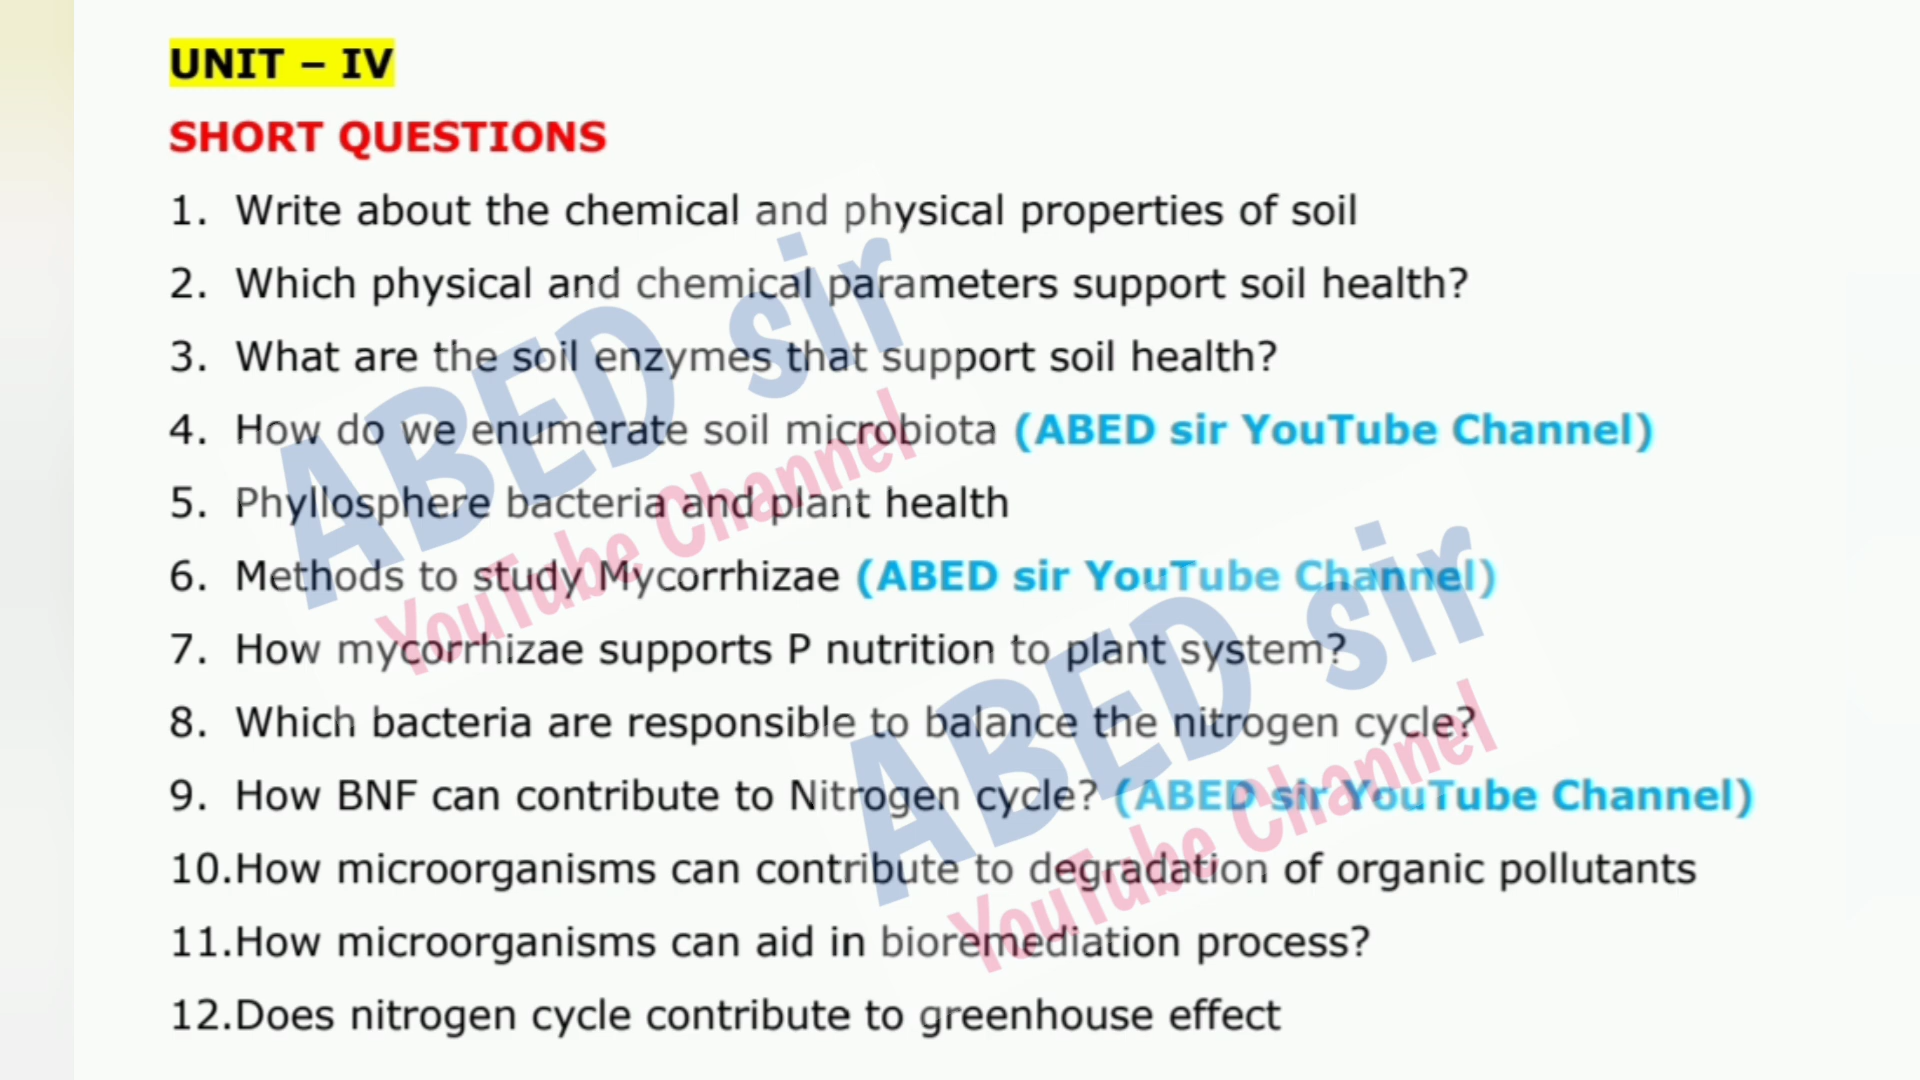 UNIT – IV
SHORT QUESTIONS
1. Write about the chemical and physical properties of soil
2. Which physical and chemical parameters support soil health?
3. What are the soil enzymes that support soil health?
4. How do we enumerate soil microbiota (ABED sir YouTube Channel)
5. Phyllosphere bacteria and plant health
6. Methods to study Mycorrhizae (ABED sir YouTube Channel)
7. How mycorrhizae supports P nutrition to plant system?
8. Which bacteria are responsible to balance the nitrogen cycle?
9. How BNF can contribute to Nitrogen cycle? (ABED sir YouTube Channel)
10.How microorganisms can contribute to degradation of organic pollutants
11.How microorganisms can aid in bioremediation process?
12.Does nitrogen cycle contribute to greenhouse effect
ABED sir
YouTube Channel
ABED sir
YouTube Channel